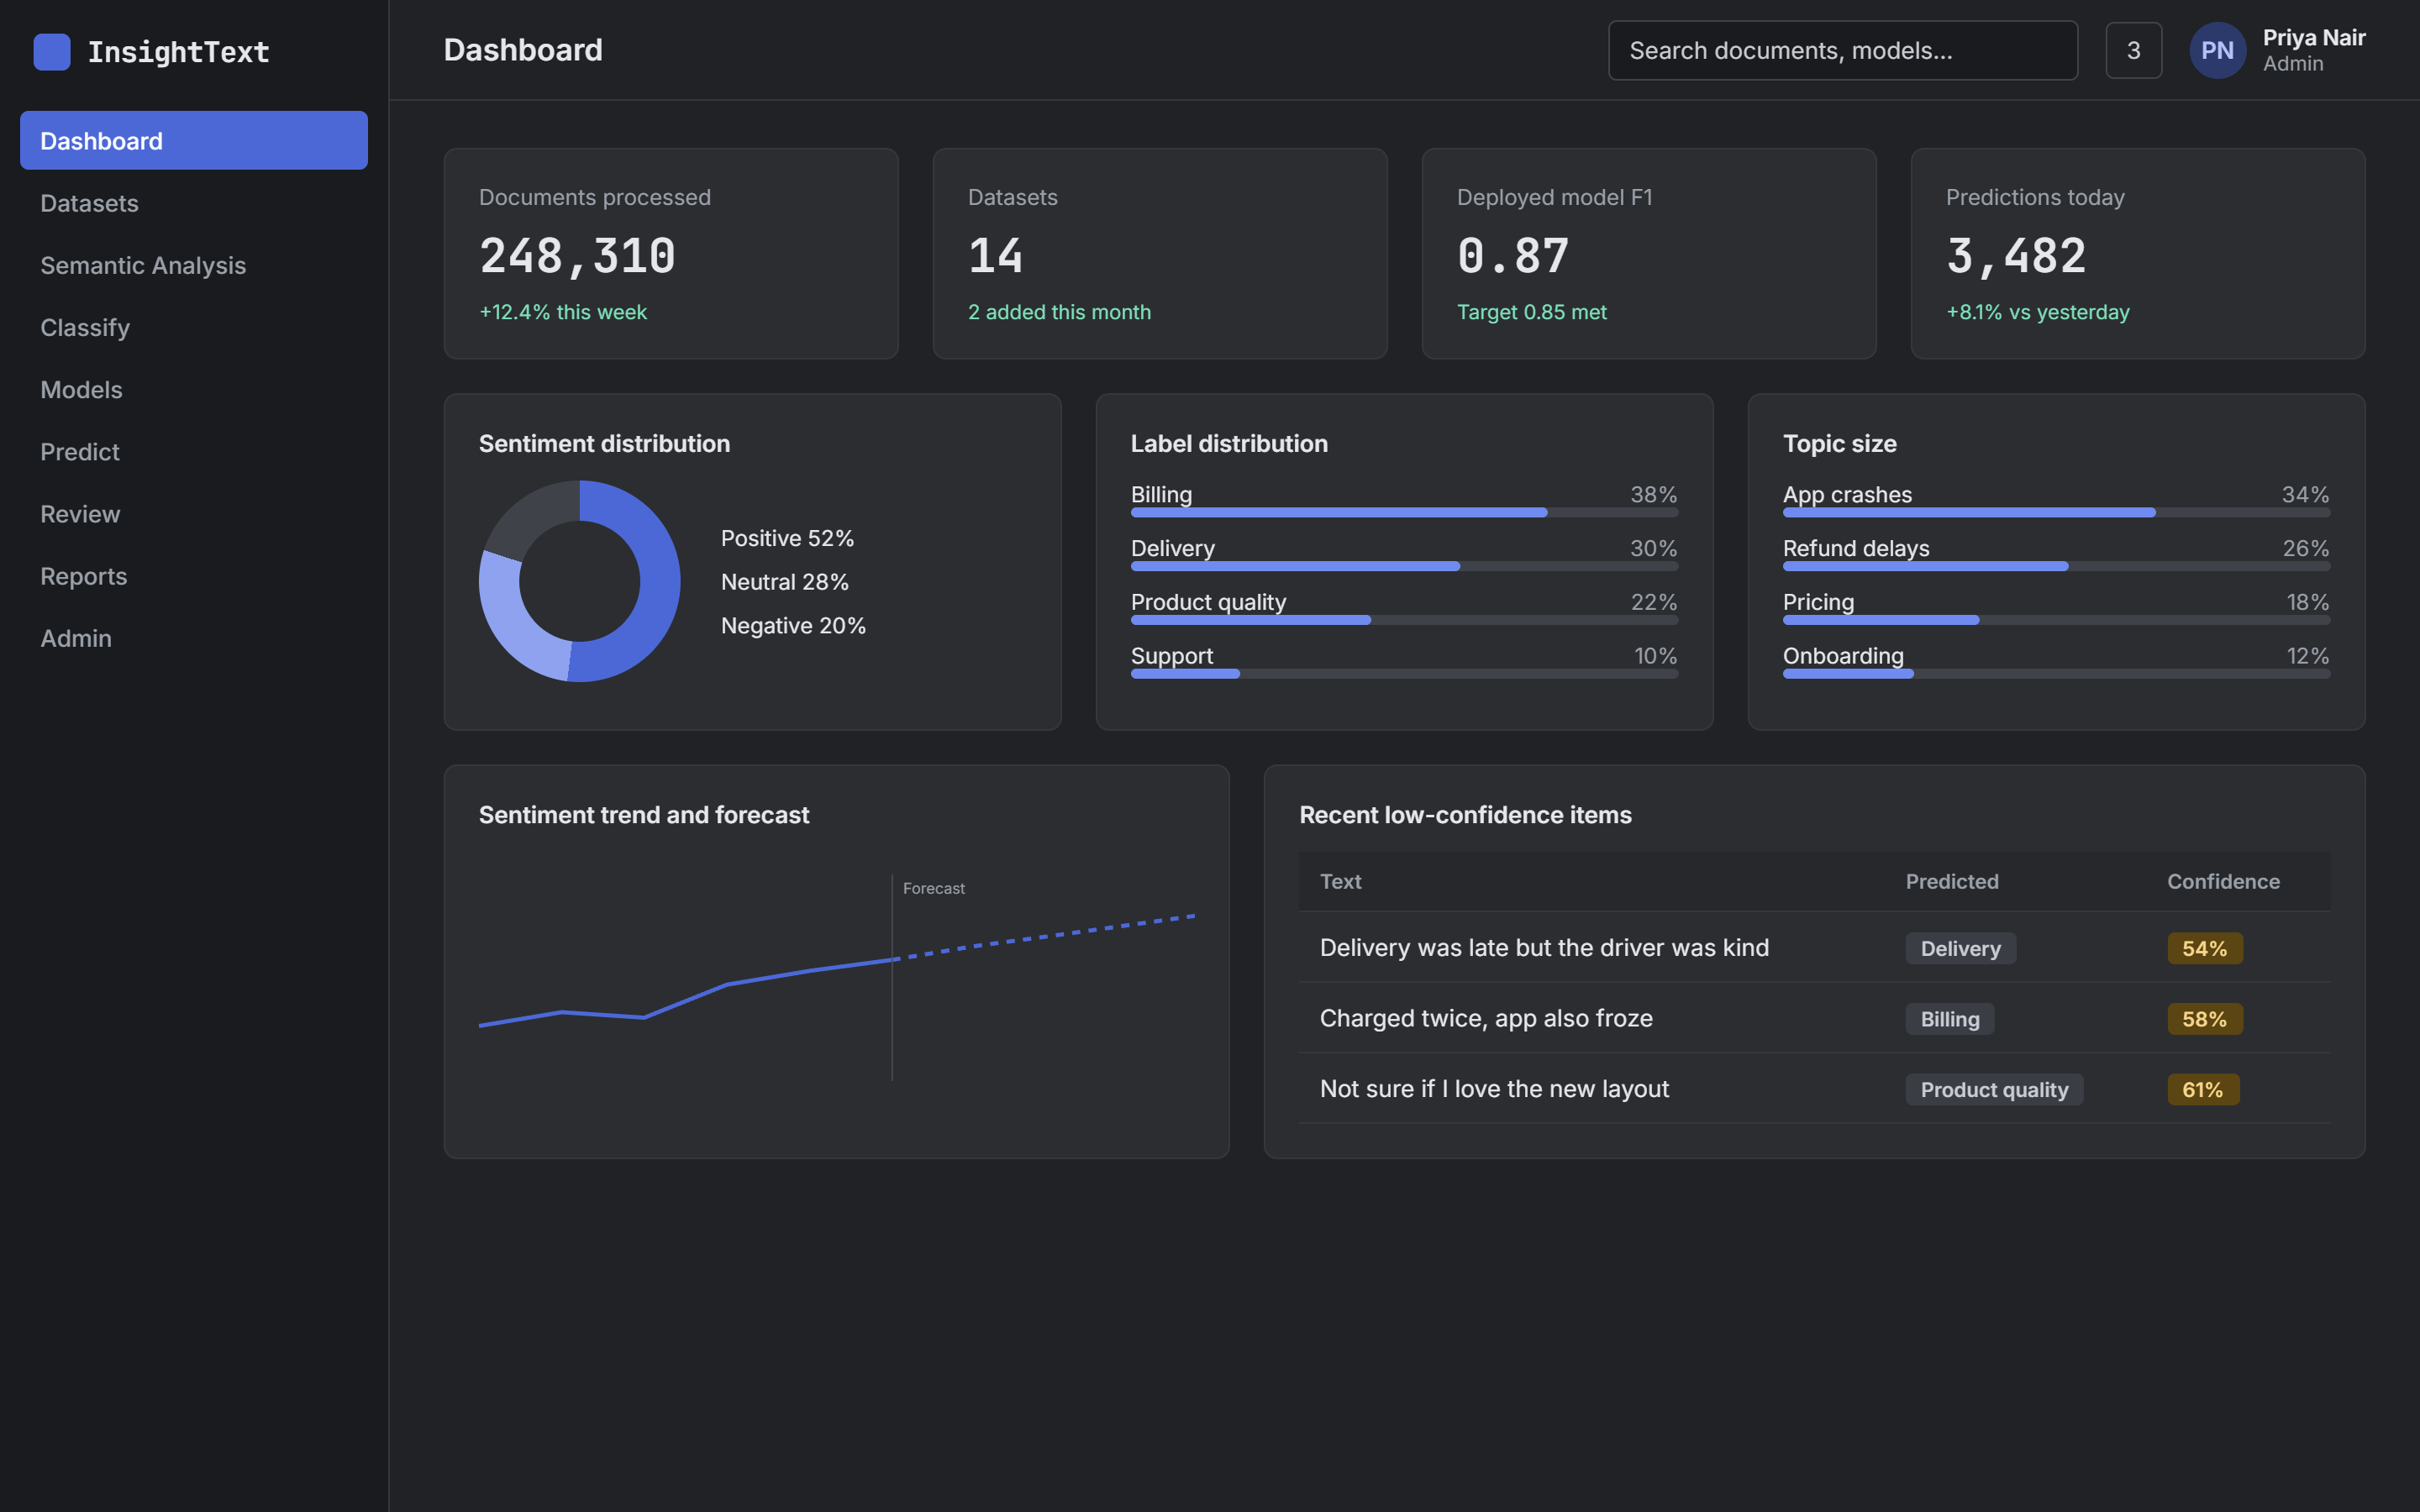 InsightText
Dashboard
Datasets
Semantic Analysis
Classify
Models
Predict
Review
Reports
Admin
Dashboard
Search documents, models...
3
PN
Priya Nair
Admin
Documents processed
248,310
+12.4% this week
Datasets
14
2 added this month
Deployed model F1
0.87
Target 0.85 met
Predictions today
3,482
+8.1% vs yesterday
Sentiment distribution
Positive 52%
Neutral 28%
Negative 20%
Label distribution
Billing 38%
Delivery 30%
Product quality 22%
Support 10%
Topic size
App crashes 34%
Refund delays 26%
Pricing 18%
Onboarding 12%
Sentiment trend and forecast
Forecast
Recent low-confidence items
Text Predicted Confidence
Delivery was late but the driver was kind Delivery 54%
Charged twice, app also froze Billing 58%
Not sure if I love the new layout Product quality 61%